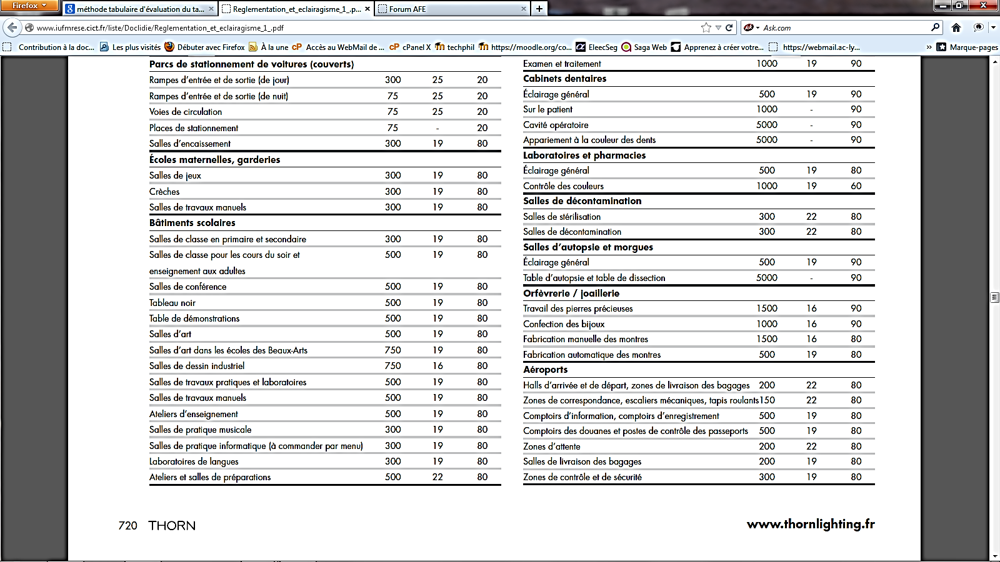 Firefox
méthode tabulaire d'évaluation du ta...
Reglementation_et_eclairagisme_1_.p...
Forum AFE
www.iufmrese.cict.fr/liste/Doclidie/Reglementation_et_eclairagisme_1_.pdf
Ask.com
Contribution à la doc... Les plus visités Débuter avec Firefox À la une Accès au WebMail de ... cPanel X techphil https://moodle.org/co... EleecSeg Saga Web Apprenez à créer votre... https://webmail.ac-ly... » Marque-pages
Parcs de stationnement de voitures (couverts)
Rampes d'entrée et de sortie (de jour) 300 25 20
Rampes d'entrée et de sortie (de nuit) 75 25 20
Voies de circulation 75 25 20
Places de stationnement 75 - 20
Salles d'encaissement 300 19 80
Écoles maternelles, garderies
Salles de jeux 300 19 80
Crèches 300 19 80
Salles de travaux manuels 300 19 80
Bâtiments scolaires
Salles de classe en primaire et secondaire 300 19 80
Salles de classe pour les cours du soir et 500 19 80
enseignement aux adultes
Salles de conférence 500 19 80
Tableau noir 500 19 80
Table de démonstrations 500 19 80
Salles d'art 500 19 80
Salles d'art dans les écoles des Beaux-Arts 750 19 80
Salles de dessin industriel 750 16 80
Salles de travaux pratiques et laboratoires 500 19 80
Salles de travaux manuels 500 19 80
Ateliers d'enseignement 500 19 80
Salles de pratique musicale 300 19 80
Salles de pratique informatique (à commander par menu) 300 19 80
Laboratoires de langues 300 19 80
Ateliers et salles de préparations 500 22 80
Examen et traitement 1000 19 90
Cabinets dentaires
Éclairage général 500 19 90
Sur le patient 1000 - 90
Cavité opératoire 5000 - 90
Appariement à la couleur des dents 5000 - 90
Laboratoires et pharmacies
Éclairage général 500 19 80
Contrôle des couleurs 1000 19 60
Salles de décontamination
Salles de stérilisation 300 22 80
Salles de décontamination 300 22 80
Salles d'autopsie et morgues
Éclairage général 500 19 90
Table d'autopsie et table de dissection 5000 - 90
Orfèvrerie / joaillerie
Travail des pierres précieuses 1500 16 90
Confection des bijoux 1000 16 90
Fabrication manuelle des montres 1500 16 80
Fabrication automatique des montres 500 19 80
Aéroports
Halls d'arrivée et de départ, zones de livraison des bagages 200 22 80
Zones de correspondance, escaliers mécaniques, tapis roulants 150 22 80
Comptoirs d'information, comptoirs d'enregistrement 500 19 80
Comptoirs des douanes et postes de contrôle des passeports 500 19 80
Zones d'attente 200 22 80
Salles de livraison des bagages 200 19 80
Zones de contrôle et de sécurité 300 19 80
720 THORN
www.thornlighting.fr